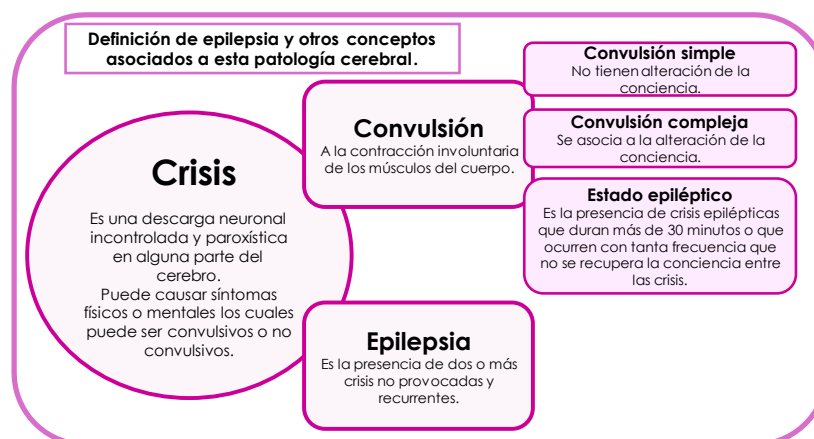 Definición de epilepsia y otros conceptos
asociados a esta patología cerebral.
Crisis
Es una descarga neuronal
incontrolada y paroxística
en alguna parte del
cerebro.
Puede causar síntomas
físicos o mentales los cuales
puede ser convulsivos o no
convulsivos.
Convulsión
A la contracción involuntaria
de los músculos del cuerpo.
Convulsión simple
No tienen alteración de la
conciencia.
Convulsión compleja
Se asocia a la alteración de la
conciencia.
Estado epiléptico
Es la presencia de crisis epilépticas
que duran más de 30 minutos o que
ocurren con tanta frecuencia que
no se recupera la conciencia entre
las crisis.
Epilepsia
Es la presencia de dos o más
crisis no provocadas y
recurrentes.